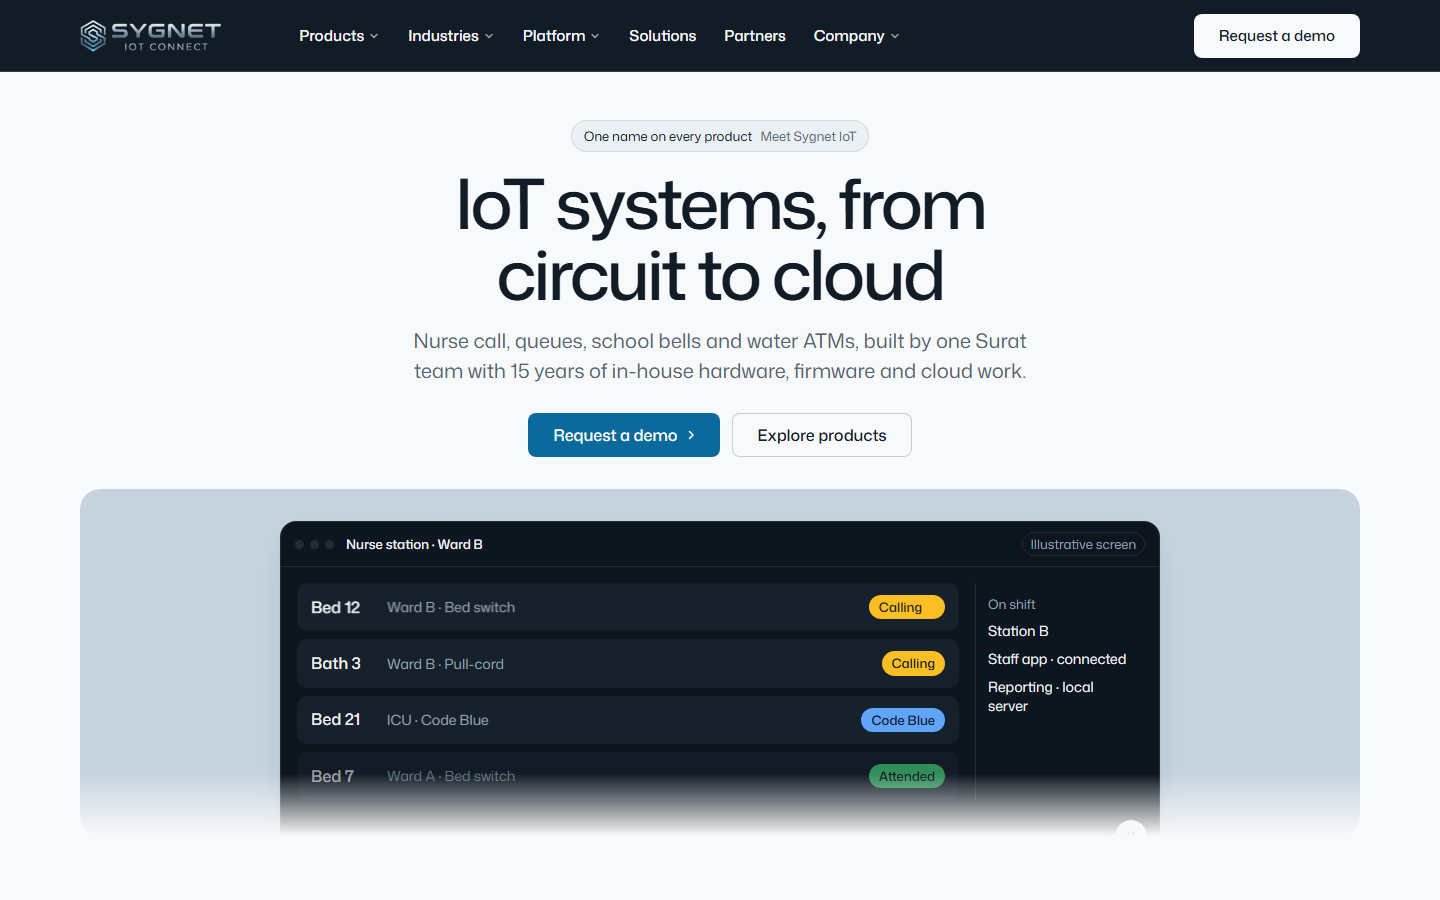 SYGNET
IOT CONNECT
Products
Industries
Platform
Solutions
Partners
Company
Request a demo
One name on every product Meet Sygnet IoT
IoT systems, from
circuit to cloud
Nurse call, queues, school bells and water ATMs, built by one Surat
team with 15 years of in-house hardware, firmware and cloud work.
Request a demo
Explore products
Nurse station · Ward B
Illustrative screen
Bed 12 Ward B · Bed switch Calling
Bath 3 Ward B · Pull-cord Calling
Bed 21 ICU · Code Blue Code Blue
Bed 7 Ward A · Bed switch Attended
On shift
Station B
Staff app · connected
Reporting · local
server